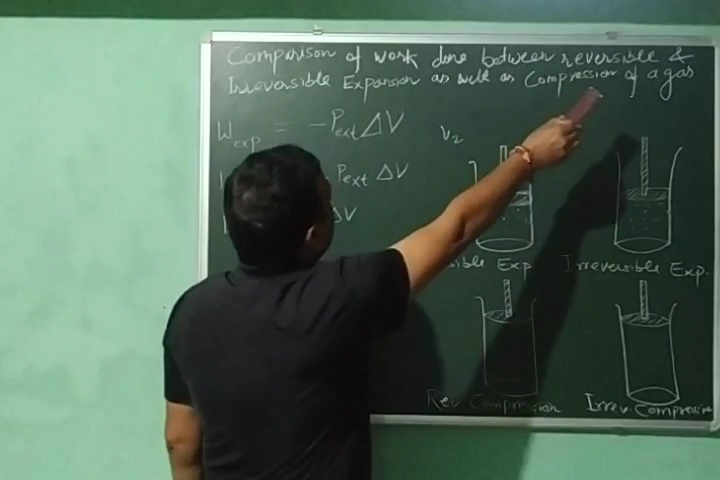 Comparison of work done between reversible &
Irreversible Expansion as well as Compression of a gas
Wexp = -Pext ΔV
V2
Pext ΔV
ΔV
Exp
Irreversible Exp.
Rev Compression
Irrev. Compression